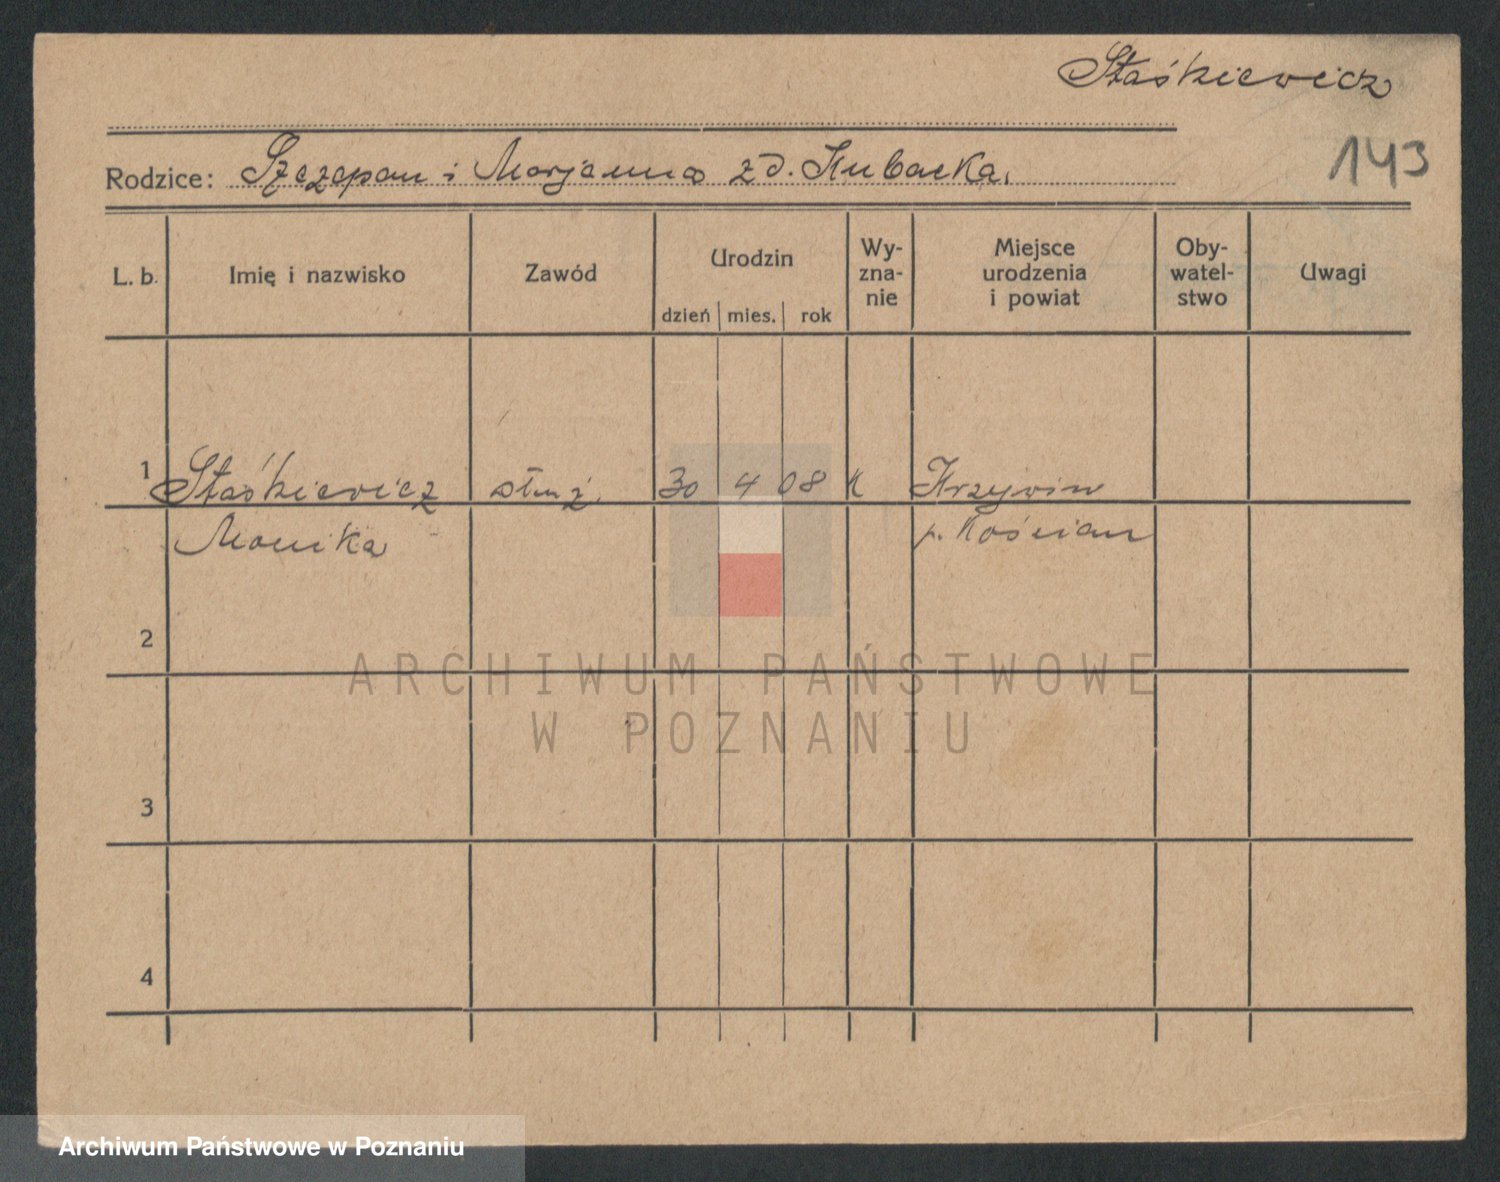 Staśkiewicz
143
Rodzice: Szczepan i Marjanna z d. Kubacka.
L. b. Imię i nazwisko Zawód Urodzin dzień mies. rok Wy-zna-nie Miejsce urodzenia i powiat Oby-watel-stwo Uwagi
1 Staśkiewicz służ. 30 4 08 K Krzywin
Monika p. Kościan
2
ARCHIWUM PAŃSTWOWE
W POZNANIU
3
4
Archiwum Państwowe w Poznaniu